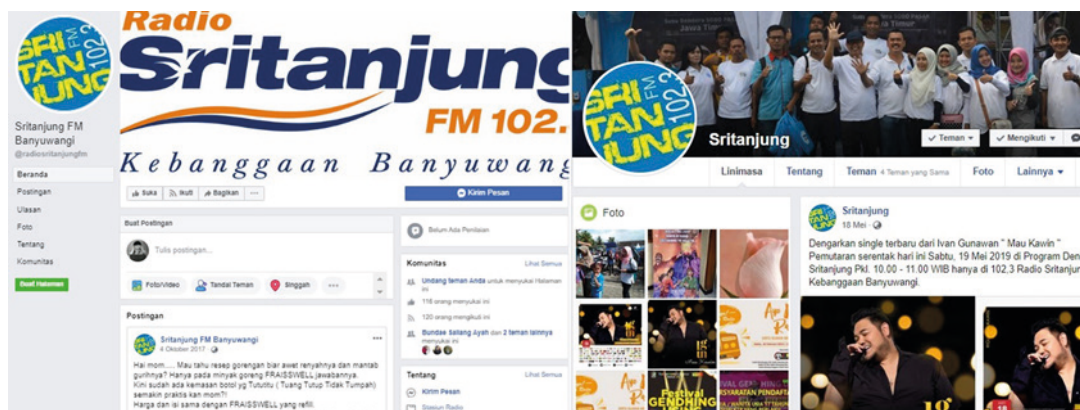 SRI
TAN
JUNG
FM
102,3
Sritanjung FM
Banyuwangi
@radiosritanjungfm
Beranda
Postingan
Ulasan
Foto
Tentang
Komunitas
Buat Halaman
Radio
Sritanjung
FM 102.
Kebanggaan Banyuwang
Suka
Ikuti
Bagikan
Kirim Pesan
Buat Postingan
Tulis postingan...
Foto/Video
Tandai Teman
Singgah
Postingan
Sritanjung FM Banyuwangi
4 Oktober 2017
Hai mom..... Mau tahu resep gorengan biar awet renyahnya dan mantab
gurihnya? Hanya pada minyak goreng FRAISSWELL jawabannya.
Kini sudah ada kemasan botol yg Tututitu ( Tuang Tutup Tidak Tumpah)
semakin praktis kan mom?!
Harga dan isi sama dengan FRAISSWELL yang refill.
Belum Ada Penilaian
Komunitas
Lihat Semua
Undang teman Anda untuk menyukai Halaman
ini
116 orang menyukai ini
120 orang mengikuti ini
Bundae Sallang Ayah dan 2 teman lainnya
menyukai ini
Tentang
Lihat Semua
Kirim Pesan
Stasiun Radio
Jawa Timur
SRI
TAN
JUNG
FM
102,3
Sritanjung
Teman
Mengikuti
Linimasa
Tentang
Teman 4 Teman yang Sama
Foto
Lainnya
Foto
Festival
GENDHING
Sritanjung
18 Mei
Dengarkan single terbaru dari Ivan Gunawan " Mau Kawin "
Pemutaran serentak hari ini Sabtu, 19 Mei 2019 di Program Den
Sritanjung Pkl. 10.00 - 11.00 WIB hanya di 102,3 Radio Sritanjun
Kebanggaan Banyuwangi.